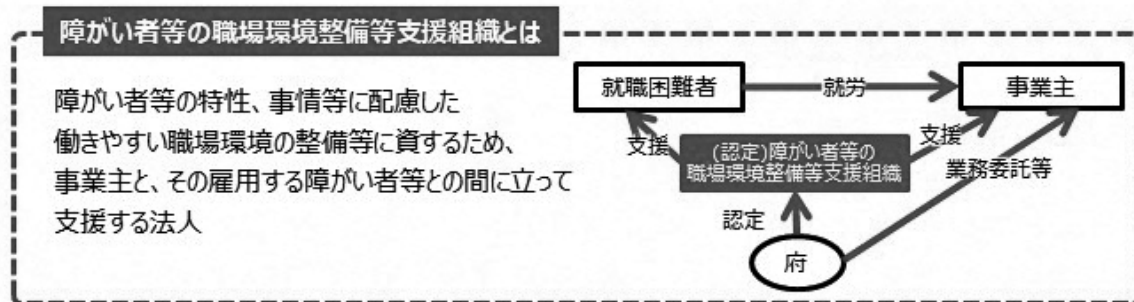 障がい者等の職場環境整備等支援組織とは
障がい者等の特性、事情等に配慮した
働きやすい職場環境の整備等に資するため、
事業主と、その雇用する障がい者等との間に立って
支援する法人
就職困難者
就労
事業主
支援
(認定)障がい者等の
職場環境整備等支援組織
支援
業務委託等
認定
府